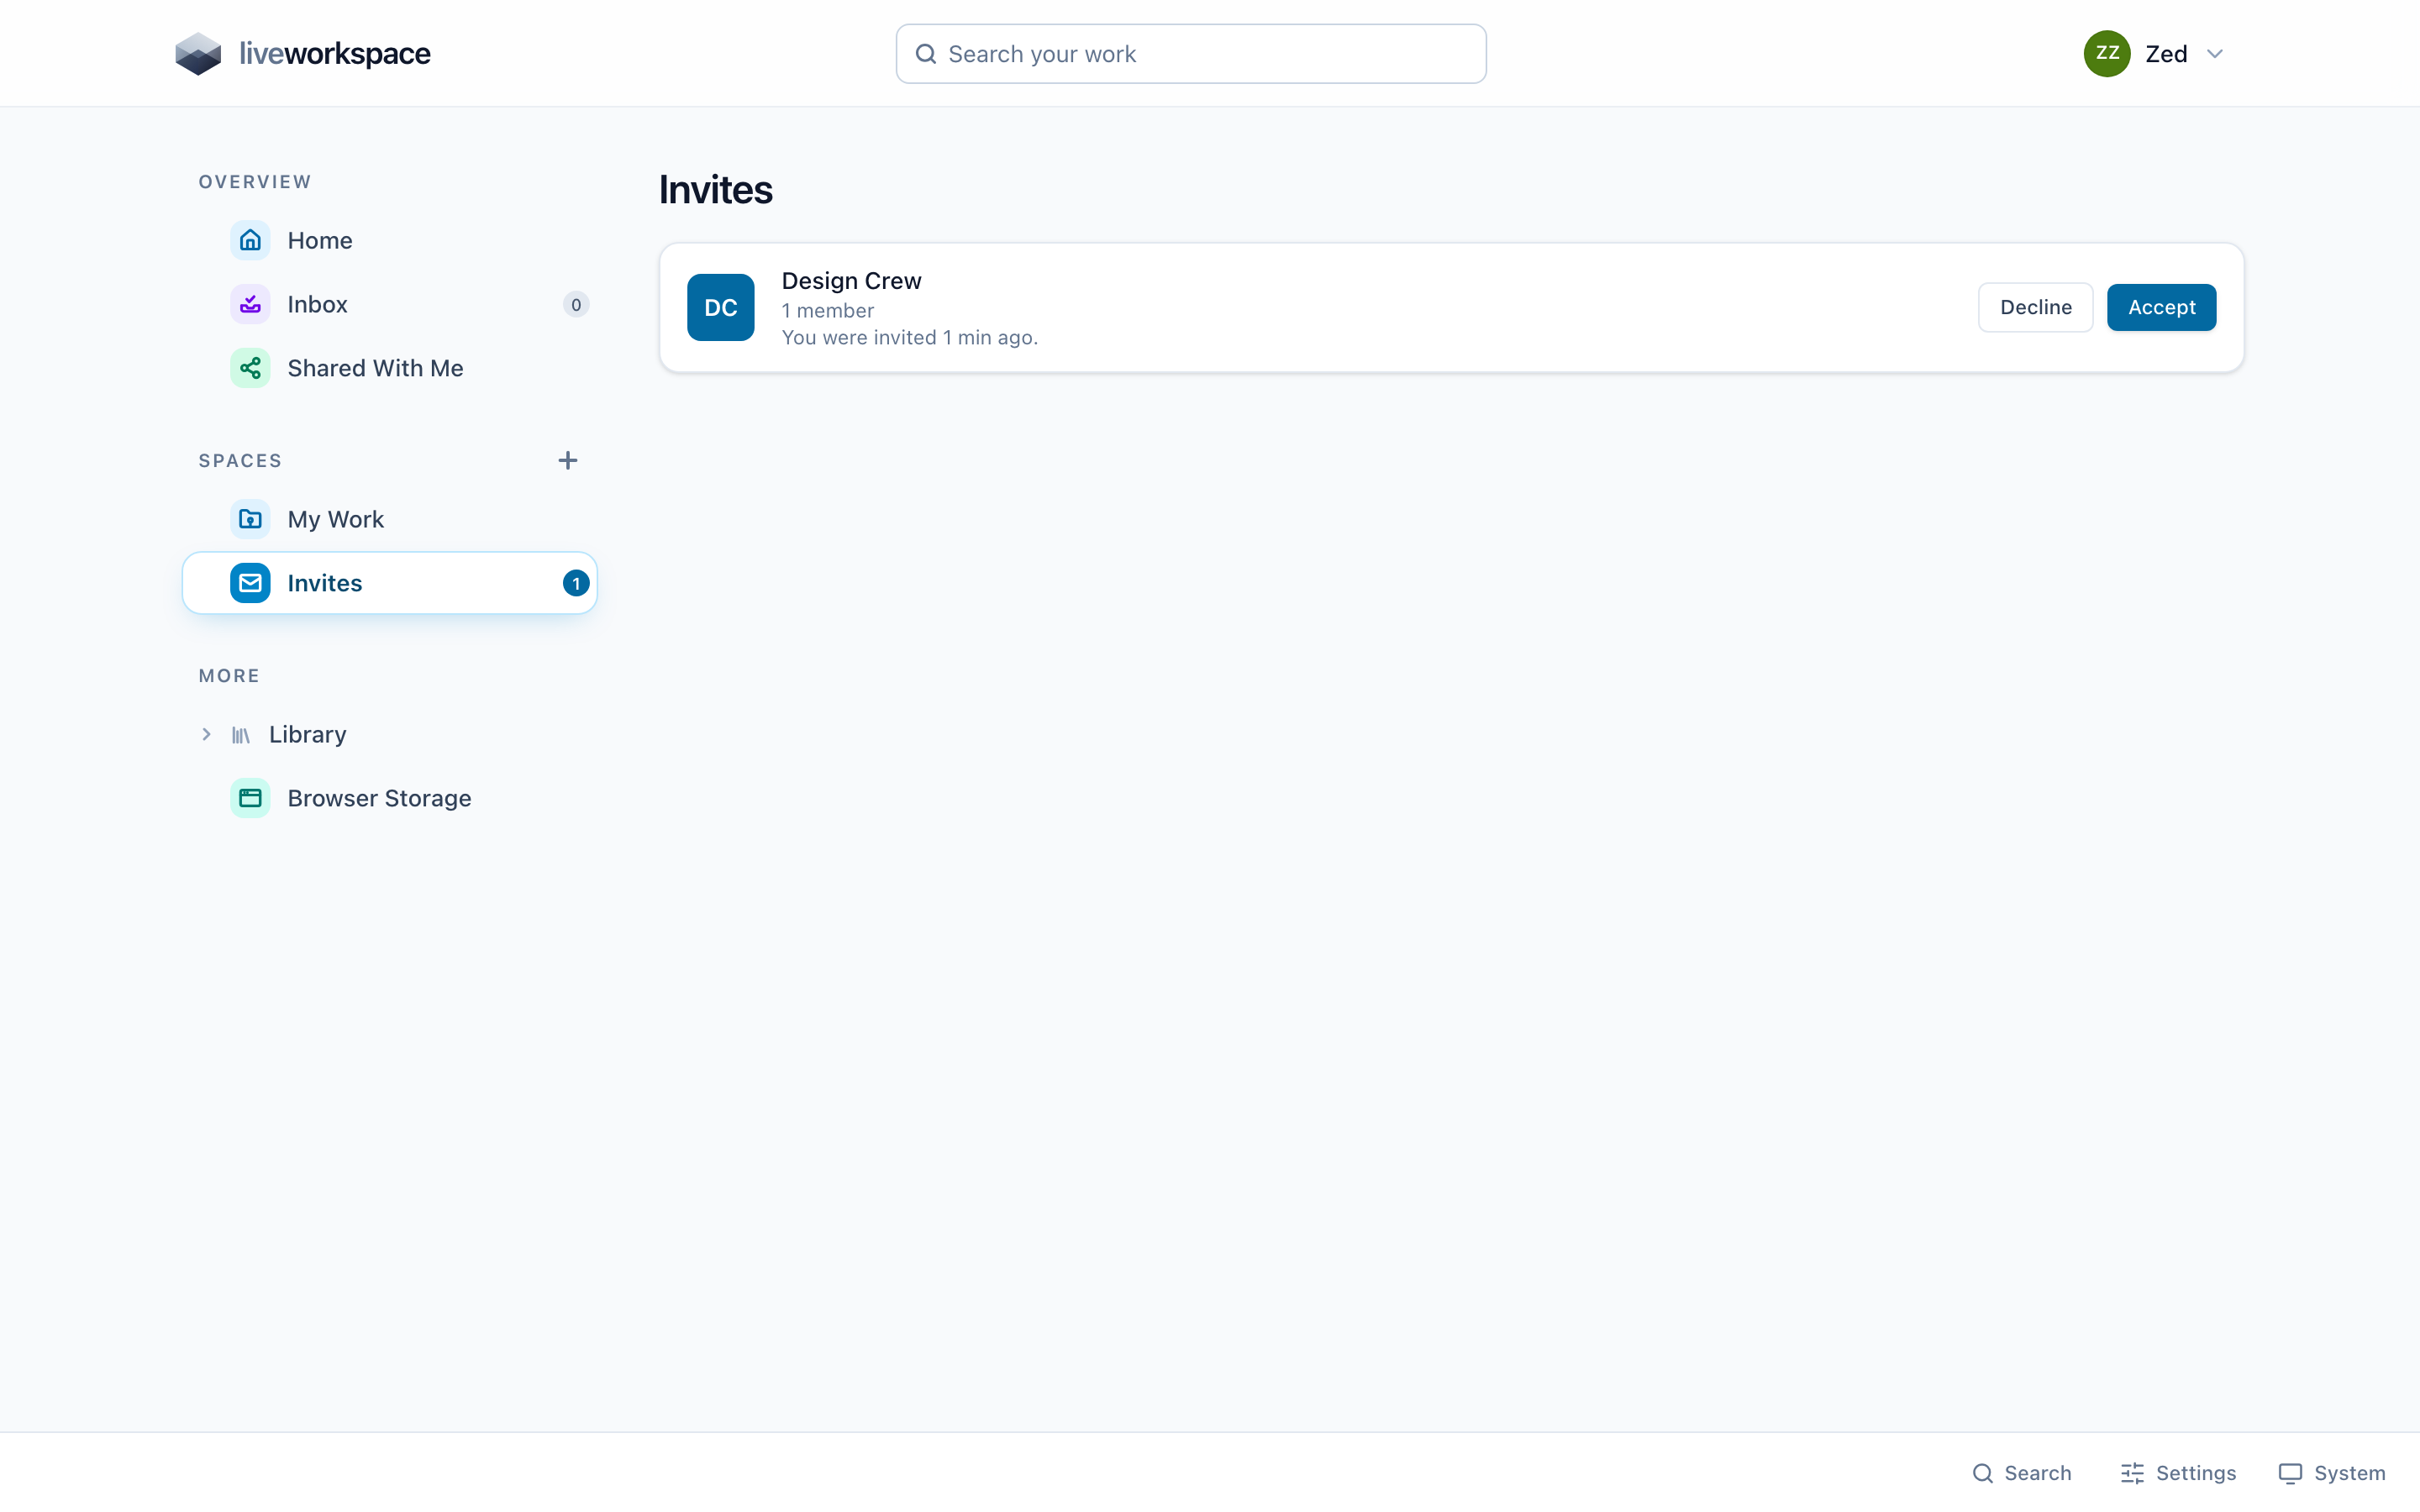 liveworkspace
Search your work
ZZ
Zed
OVERVIEW
Home
Inbox
0
Shared With Me
SPACES
My Work
Invites
1
MORE
Library
Browser Storage
Invites
DC
Design Crew
1 member
You were invited 1 min ago.
Decline
Accept
Search
Settings
System